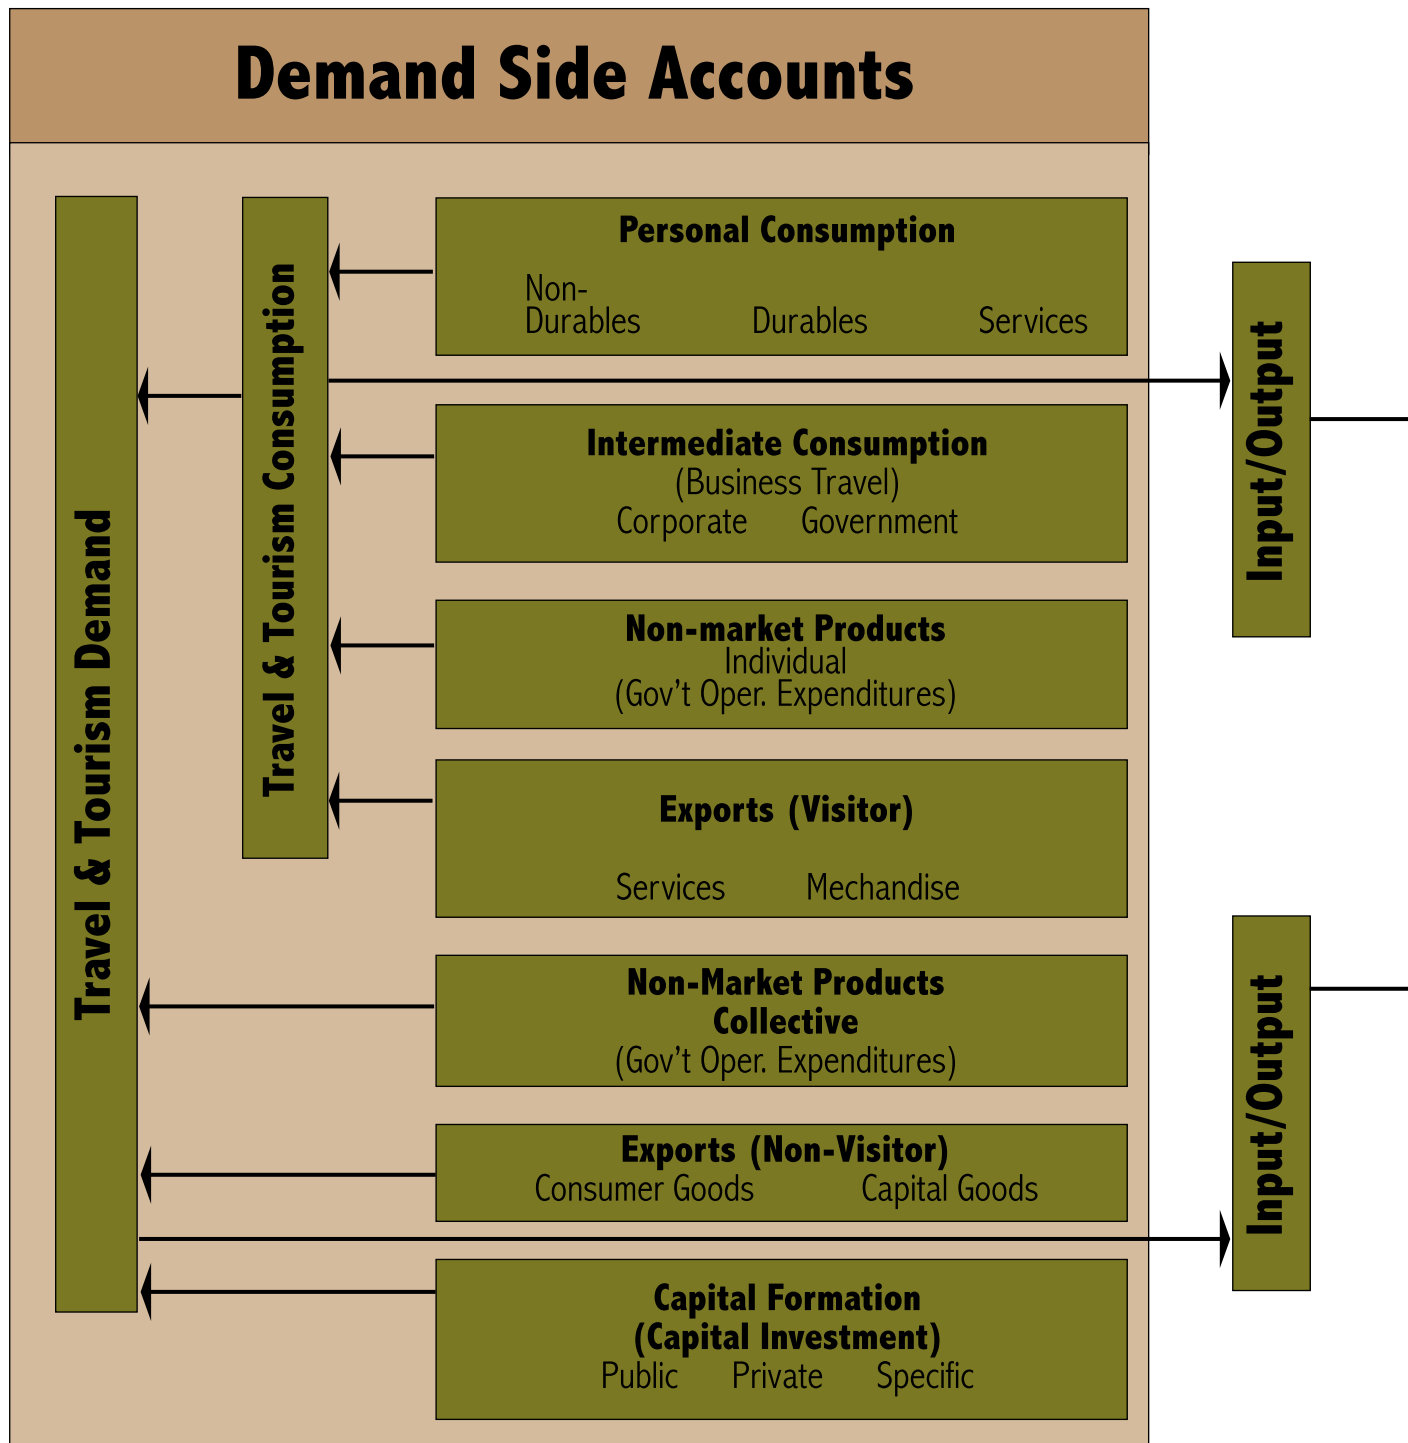 Demand Side Accounts
Travel & Tourism Demand
Travel & Tourism Consumption
Personal Consumption
Non-
Durables Durables Services
Intermediate Consumption
(Business Travel)
Corporate Government
Non-market Products
Individual
(Gov't Oper. Expenditures)
Exports (Visitor)
Services Mechandise
Non-Market Products
Collective
(Gov't Oper. Expenditures)
Exports (Non-Visitor)
Consumer Goods Capital Goods
Capital Formation
(Capital Investment)
Public Private Specific
Input/Output
Input/Output